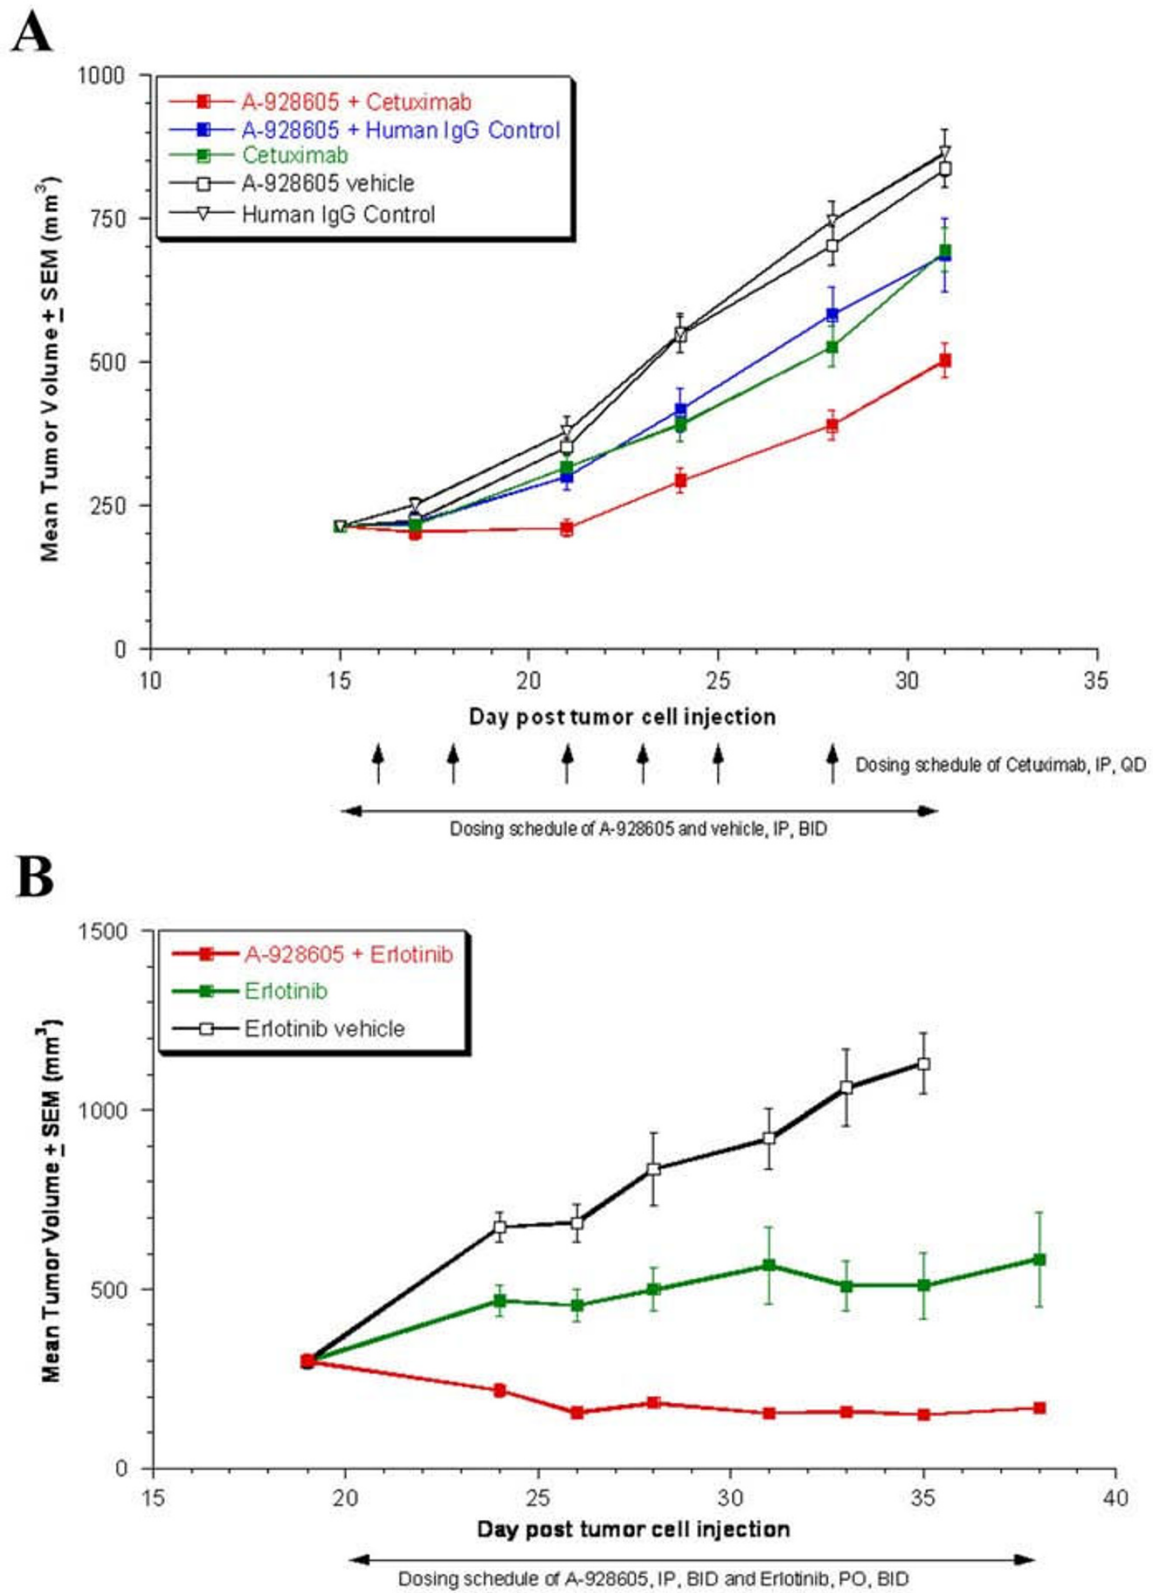 A
1000
750
500
250
0
Mean Tumor Volume ± SEM (mm³)
A-928605 + Cetuximab
A-928605 + Human IgG Control
Cetuximab
A-928605 vehicle
Human IgG Control
10 15 20 25 30 35
Day post tumor cell injection
Dosing schedule of Cetuximab, IP, QD
Dosing schedule of A-928605 and vehicle, IP, BID
B
1500
1000
500
0
Mean Tumor Volume ± SEM (mm³)
A-928605 + Erlotinib
Erlotinib
Erlotinib vehicle
15 20 25 30 35 40
Day post tumor cell injection
Dosing schedule of A-928605, IP, BID and Erlotinib, PO, BID